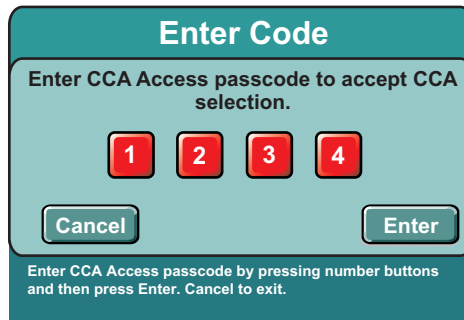 Enter Code
Enter CCA Access passcode to accept CCA
selection.
1 2 3 4
Cancel Enter
Enter CCA Access passcode by pressing number buttons
and then press Enter. Cancel to exit.